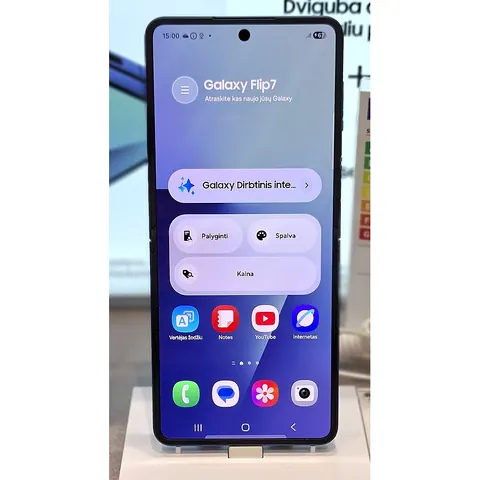 Dviguba
15:00
Galaxy Flip7
Atraskite kas naujo jūsų Galaxy
Galaxy Dirbtinis inte...
Palyginti
Spalva
Kaina
Vertėjas žodžiu
Notes
YouTube
Internetas